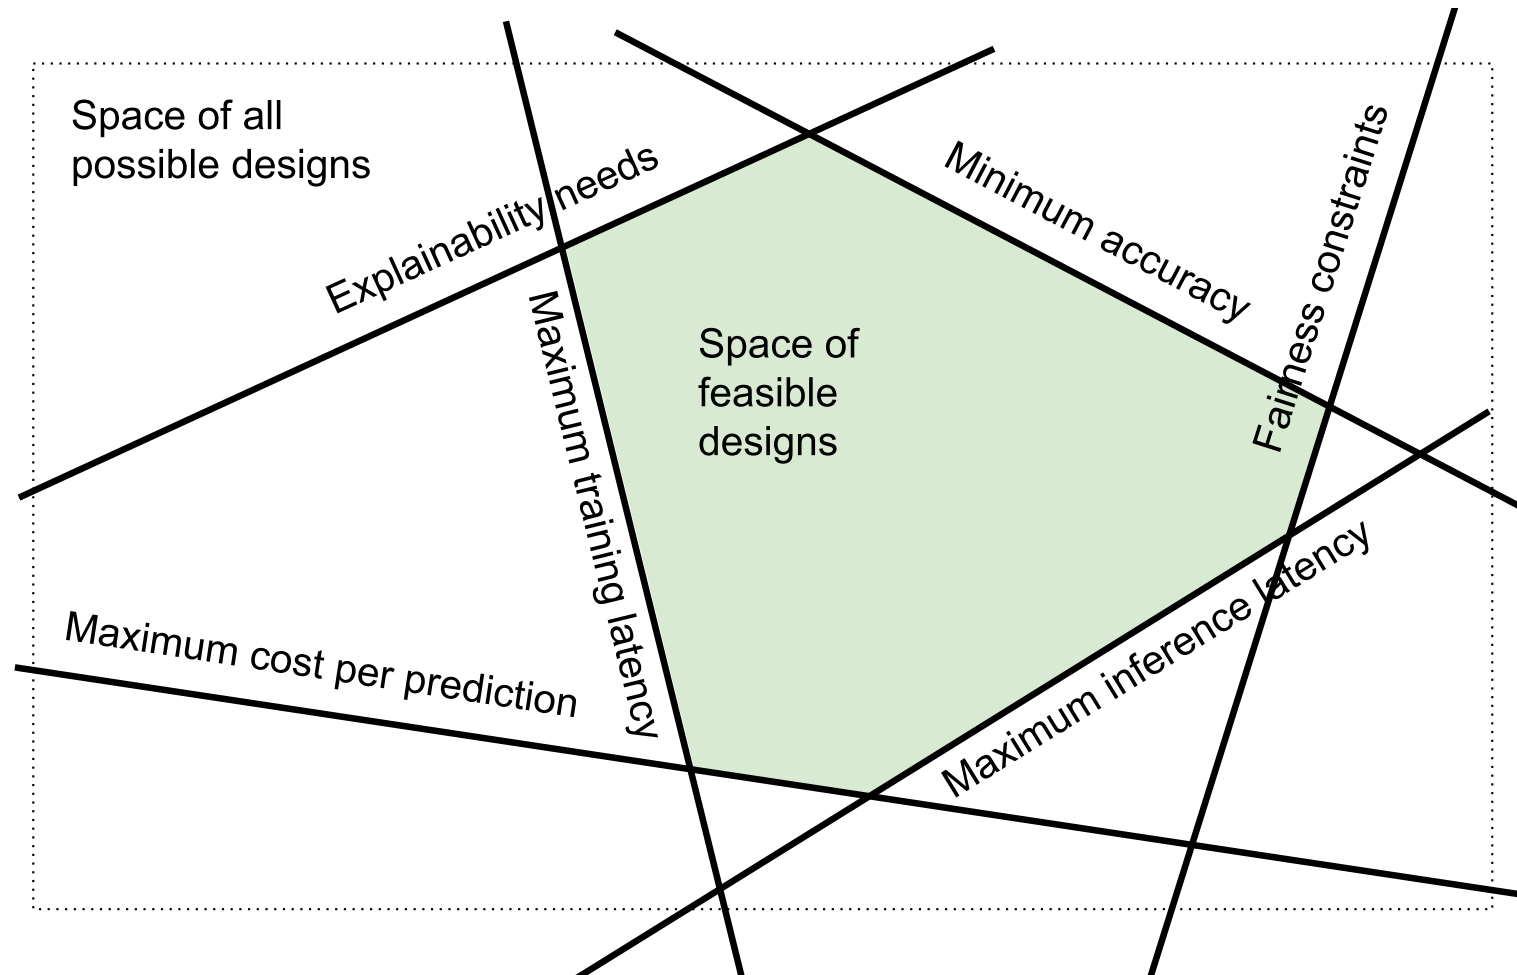 Space of all
possible designs
Explainability needs
Minimum accuracy
Fairness constraints
Maximum training latency
Space of
feasible
designs
Maximum cost per prediction
Maximum inference latency